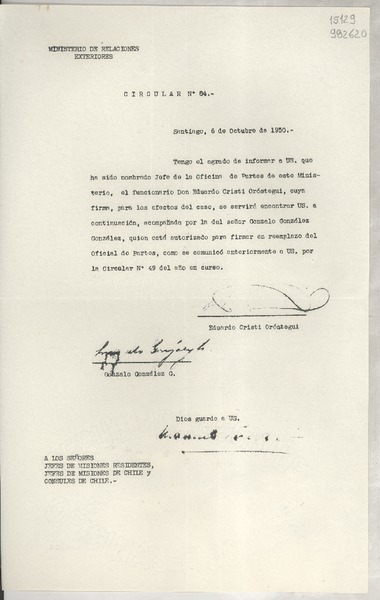 15129
992620
MINISTERIO DE RELACIONES
EXTERIORES
CIRCULAR N° 84.-
Santiago, 6 de Octubre de 1950.-
Tengo el agrado de informar a US. que
ha sido nombrado Jefe de la Oficina de Partes de este Minis-
terio, el funcionario Don Eduardo Cristi Oróstegui, cuya
firma, para los efectos del caso, se servirá encontrar US. a
continuación, acompañada por la del señor Gonzalo González
González, quien está autorizado para firmar en reemplazo del
Oficial de Partes, como se comunicó anteriormente a US. por
la Circular N° 49 del año en curso.
Eduardo Cristi Oróstegui
Gonzalo González G.
Dios guarde a US.
A LOS SEÑORES
JEFES DE MISIONES RESIDENTES,
JEFES DE MISIONES DE CHILE y
CONSULES DE CHILE.-